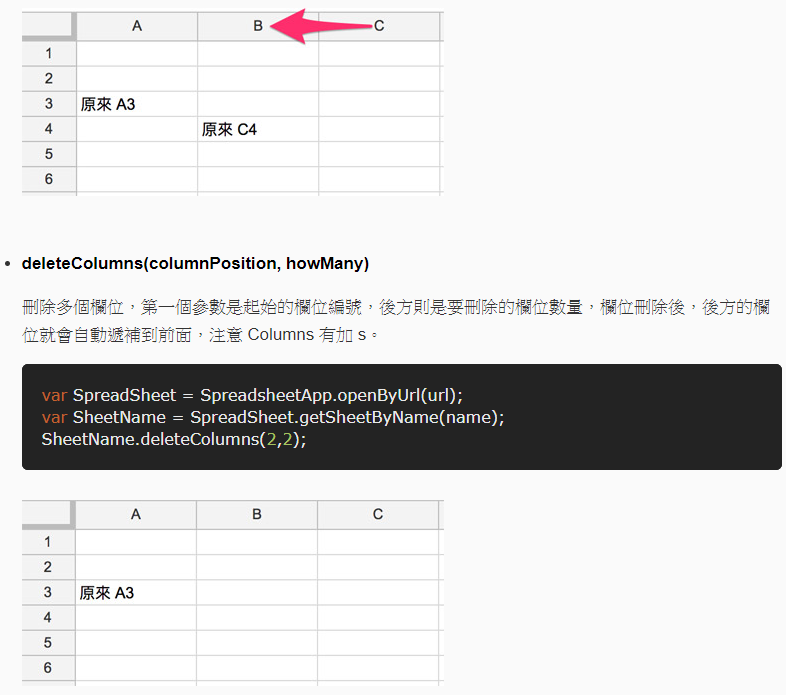 A B C
1
2
3 原來 A3
4 原來 C4
5
6
deleteColumns(columnPosition, howMany)
刪除多個欄位，第一個參數是起始的欄位編號，後方則是要刪除的欄位數量，欄位刪除後，後方的欄
位就會自動遞補到前面，注意 Columns 有加 s。
var SpreadSheet = SpreadsheetApp.openByUrl(url);
var SheetName = SpreadSheet.getSheetByName(name);
SheetName.deleteColumns(2,2);
A B C
1
2
3 原來 A3
4
5
6